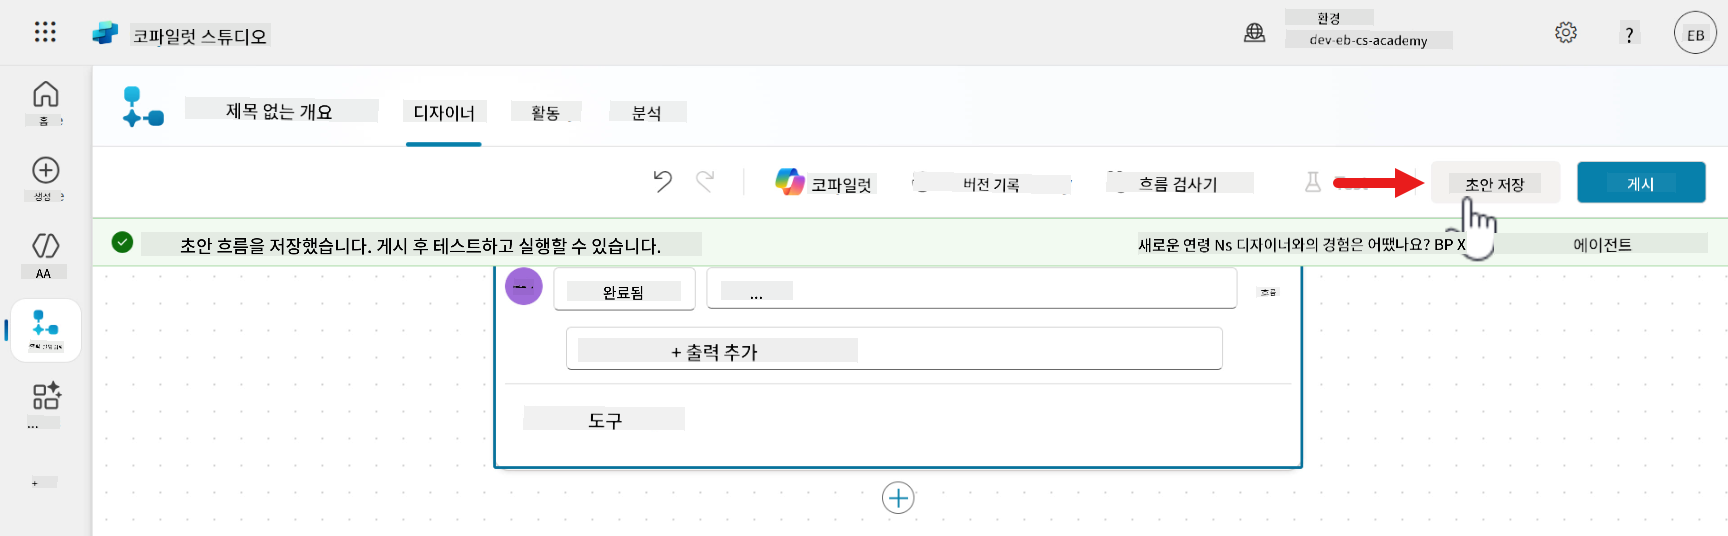 코파일럿 스튜디오
환경
dev-eb-cs-academy
?
EB
홈
생성
AA
...
+
제목 없는 개요
디자이너
활동
분석
코파일럿
버전 기록
흐름 검사기
초안 저장
게시
초안 흐름을 저장했습니다. 게시 후 테스트하고 실행할 수 있습니다.
새로운 연령 Ns 디자이너와의 경험은 어땠나요? BP X
에이전트
완료됨
...
+ 출력 추가
도구